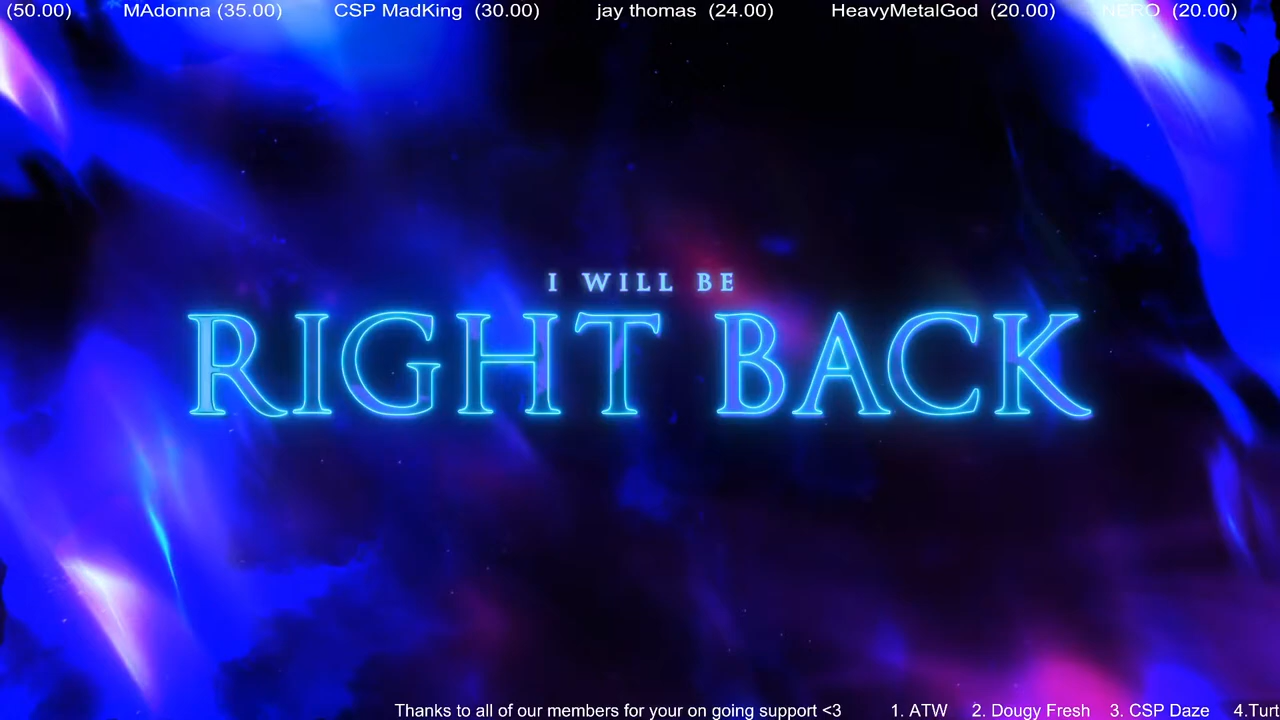 (50.00) MAdonna (35.00) CSP MadKing (30.00) jay thomas (24.00) HeavyMetalGod (20.00) NERO (20.00)
I WILL BE
RIGHT BACK
Thanks to all of our members for your on going support <3 1. ATW 2. Dougy Fresh 3. CSP Daze 4.Turt